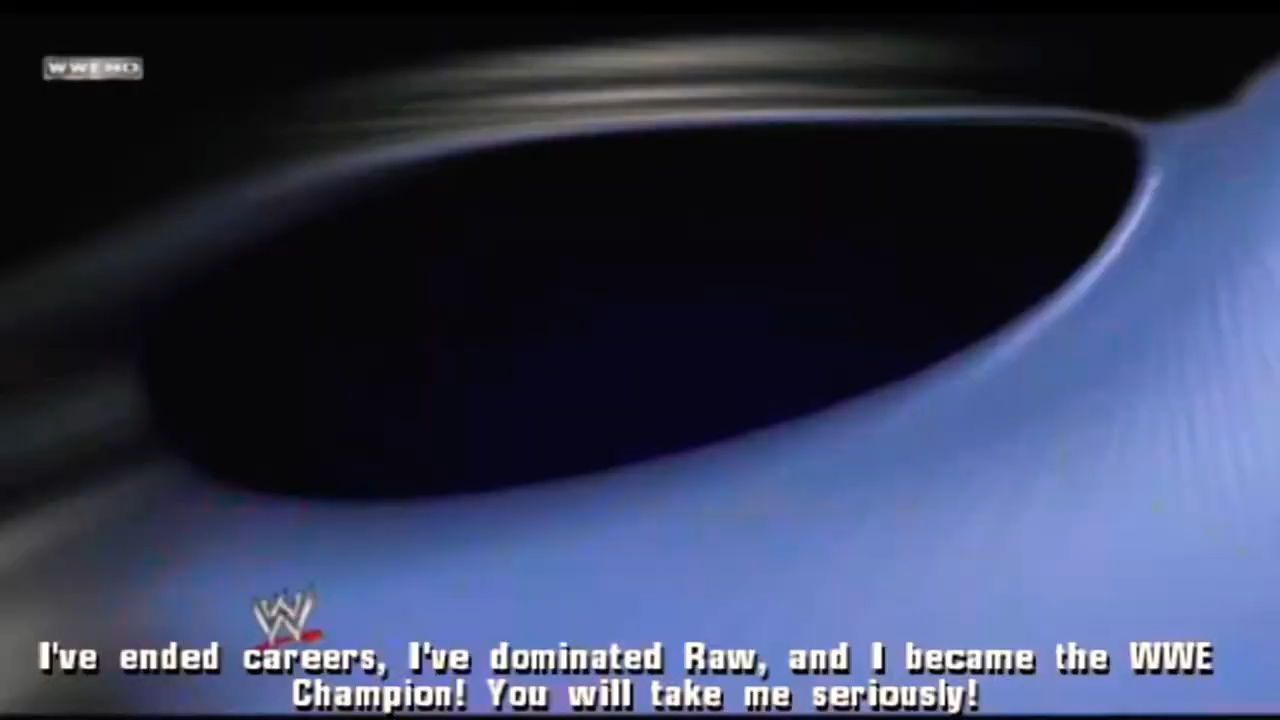 WWE HD
W
I've ended careers, I've dominated Raw, and I became the WWE
Champion! You will take me seriously!